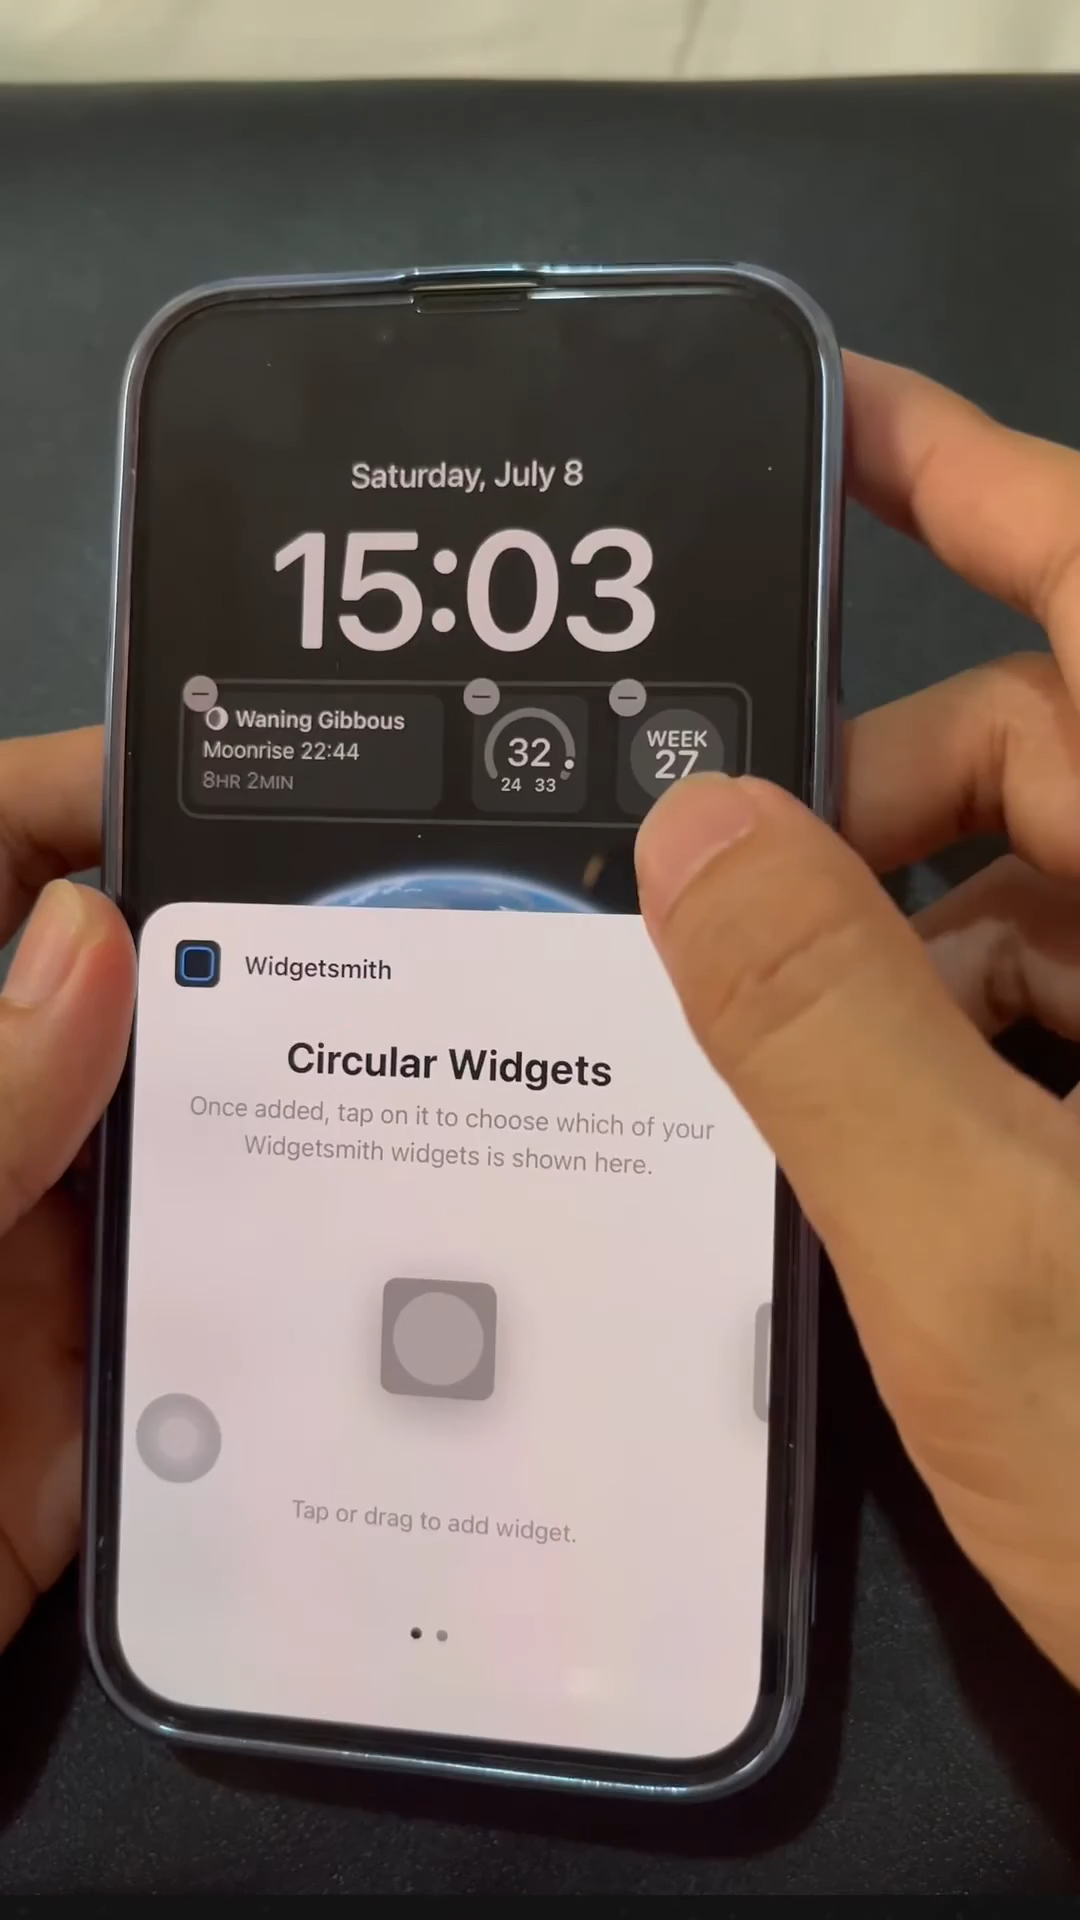 Saturday, July 8
15:03
Waning Gibbous
Moonrise 22:44
8HR 2MIN
32
24 33
WEEK
27
Widgetsmith
Circular Widgets
Once added, tap on it to choose which of your
Widgetsmith widgets is shown here.
Tap or drag to add widget.